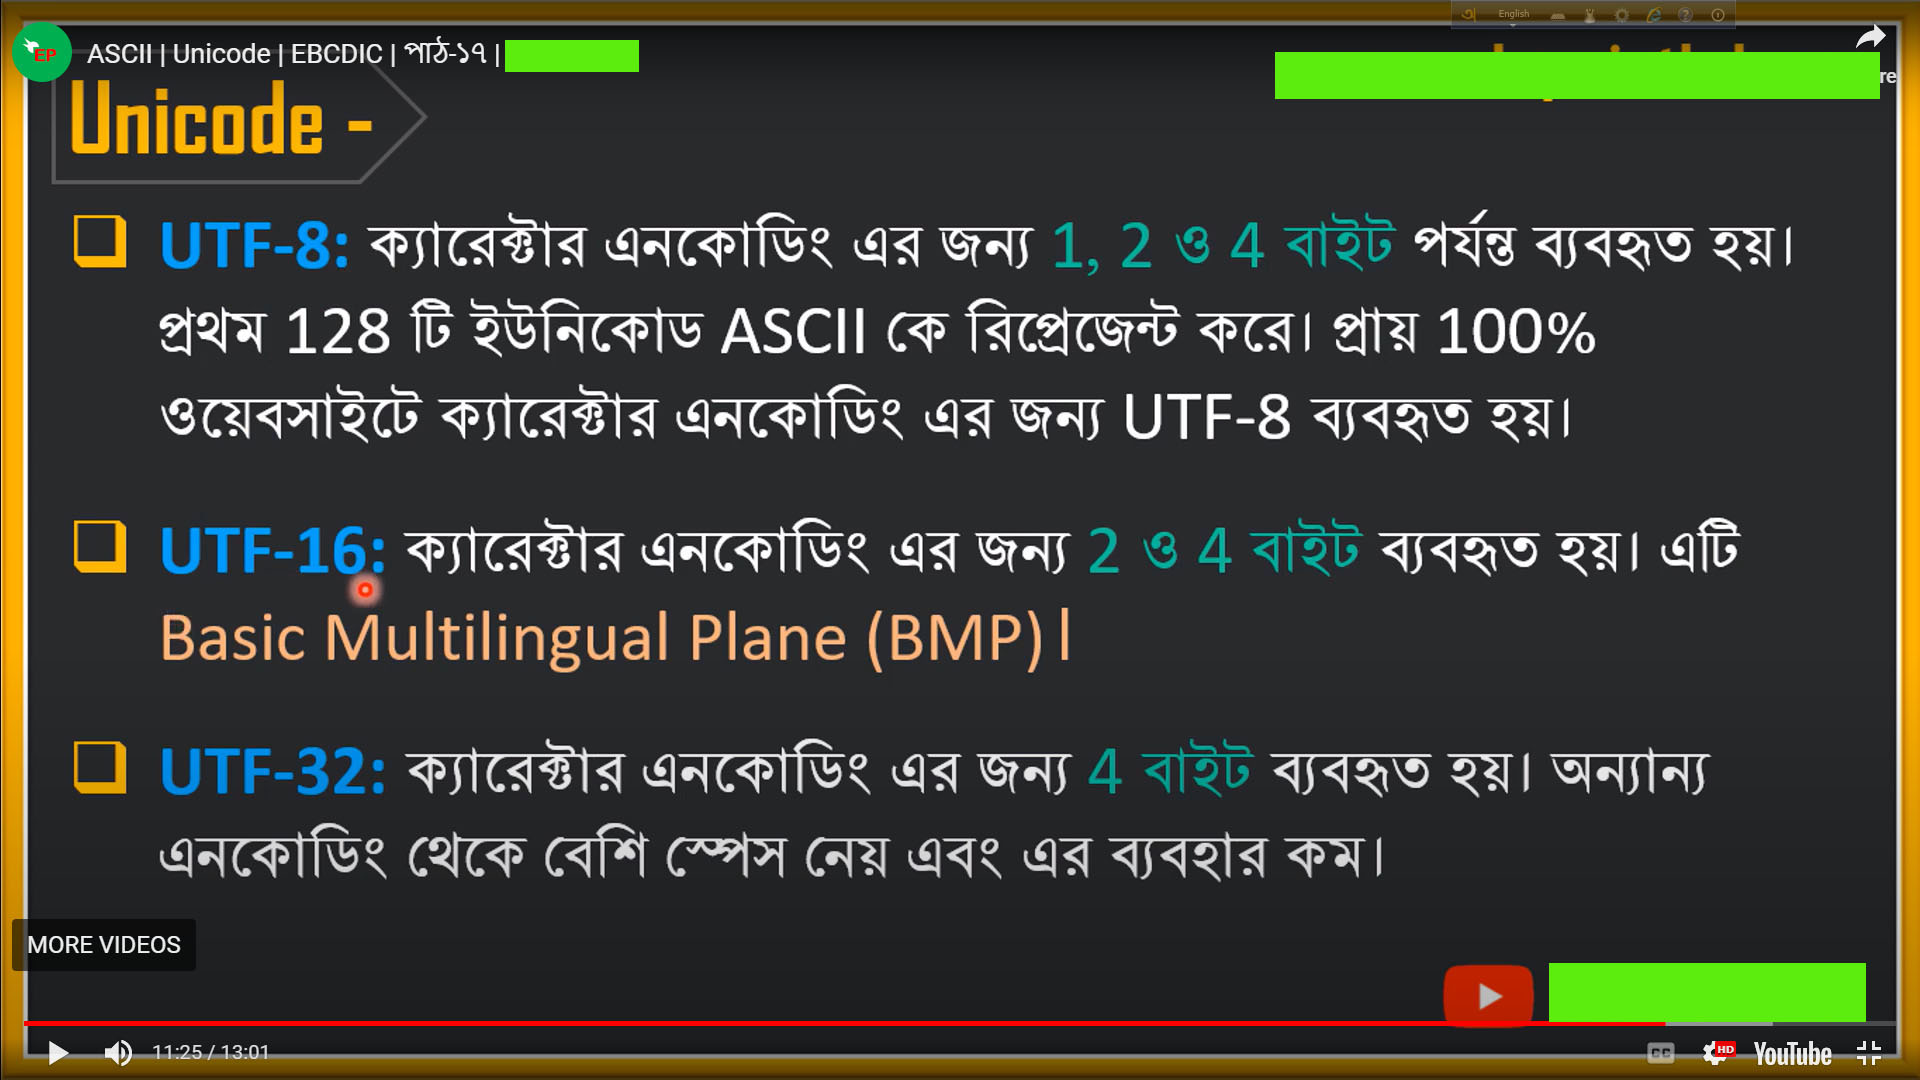 English
EP
ASCII | Unicode | EBCDIC | পাঠ-১৭ |
re
Unicode -
UTF-8: ক্যারেক্টার এনকোডিং এর জন্য 1, 2 ও 4 বাইট পর্যন্ত ব্যবহৃত হয়।
প্রথম 128 টি ইউনিকোড ASCII কে রিপ্রেজেন্ট করে। প্রায় 100%
ওয়েবসাইটে ক্যারেক্টার এনকোডিং এর জন্য UTF-8 ব্যবহৃত হয়।
UTF-16: ক্যারেক্টার এনকোডিং এর জন্য 2 ও 4 বাইট ব্যবহৃত হয়। এটি
Basic Multilingual Plane (BMP)।
UTF-32: ক্যারেক্টার এনকোডিং এর জন্য 4 বাইট ব্যবহৃত হয়। অন্যান্য
এনকোডিং থেকে বেশি স্পেস নেয় এবং এর ব্যবহার কম।
MORE VIDEOS
11:25 / 13:01
CC
HD
YouTube